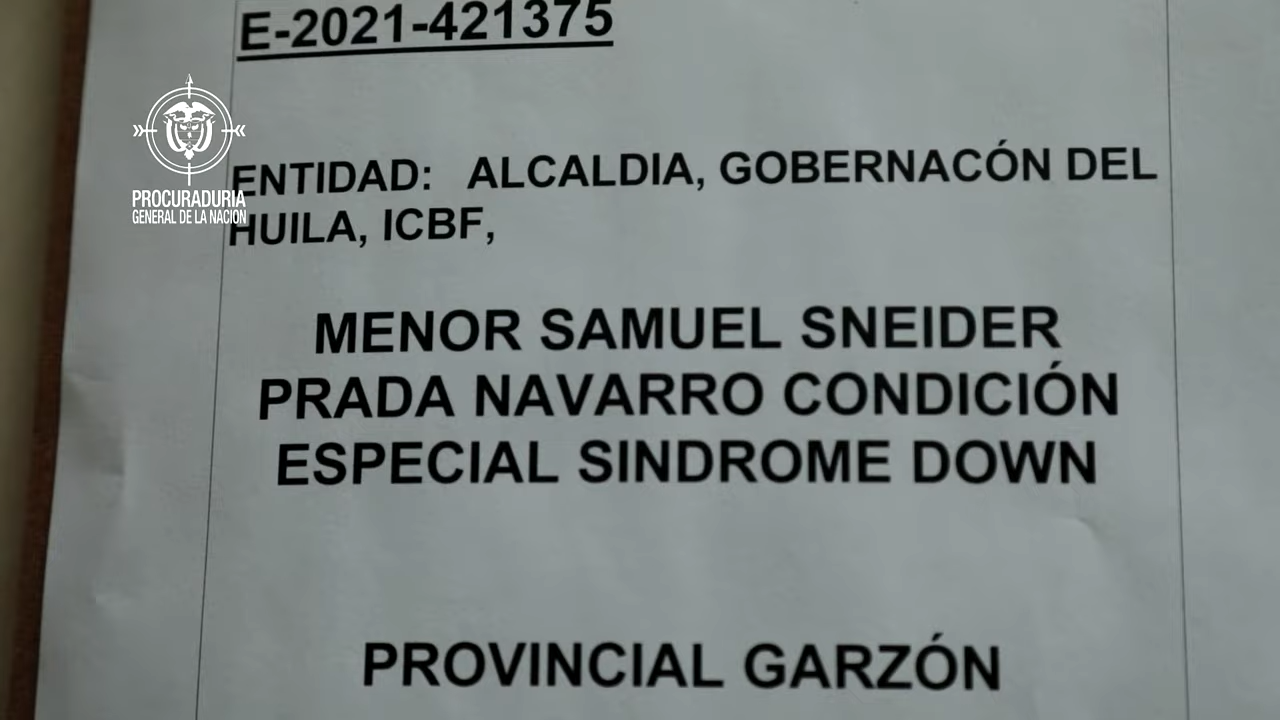 E-2021-421375
PROCURADURIA
GENERAL DE LA NACION
ENTIDAD: ALCALDIA, GOBERNACÓN DEL
HUILA, ICBF,
MENOR SAMUEL SNEIDER
PRADA NAVARRO CONDICIÓN
ESPECIAL SINDROME DOWN
PROVINCIAL GARZÓN